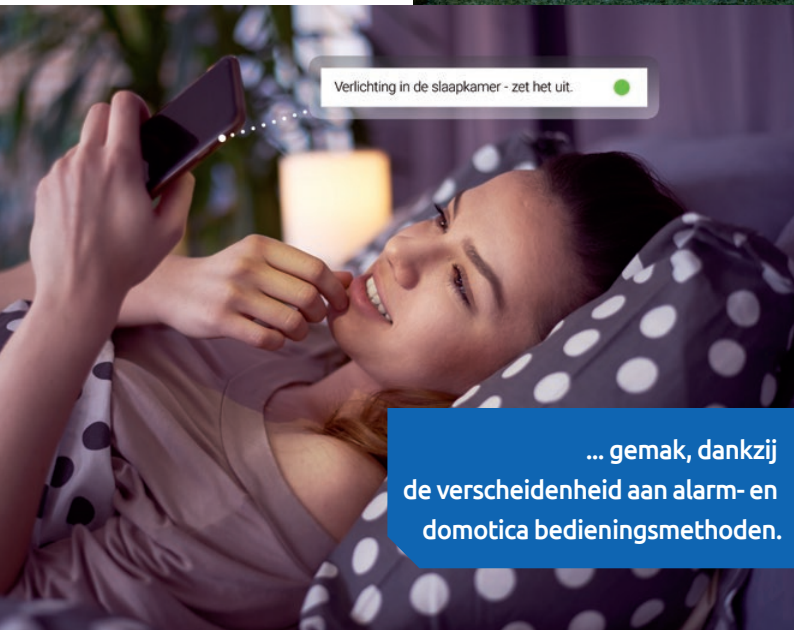 Verlichting in de slaapkamer - zet het uit.
... gemak, dankzij
de verscheidenheid aan alarm- en
domotica bedieningsmethoden.